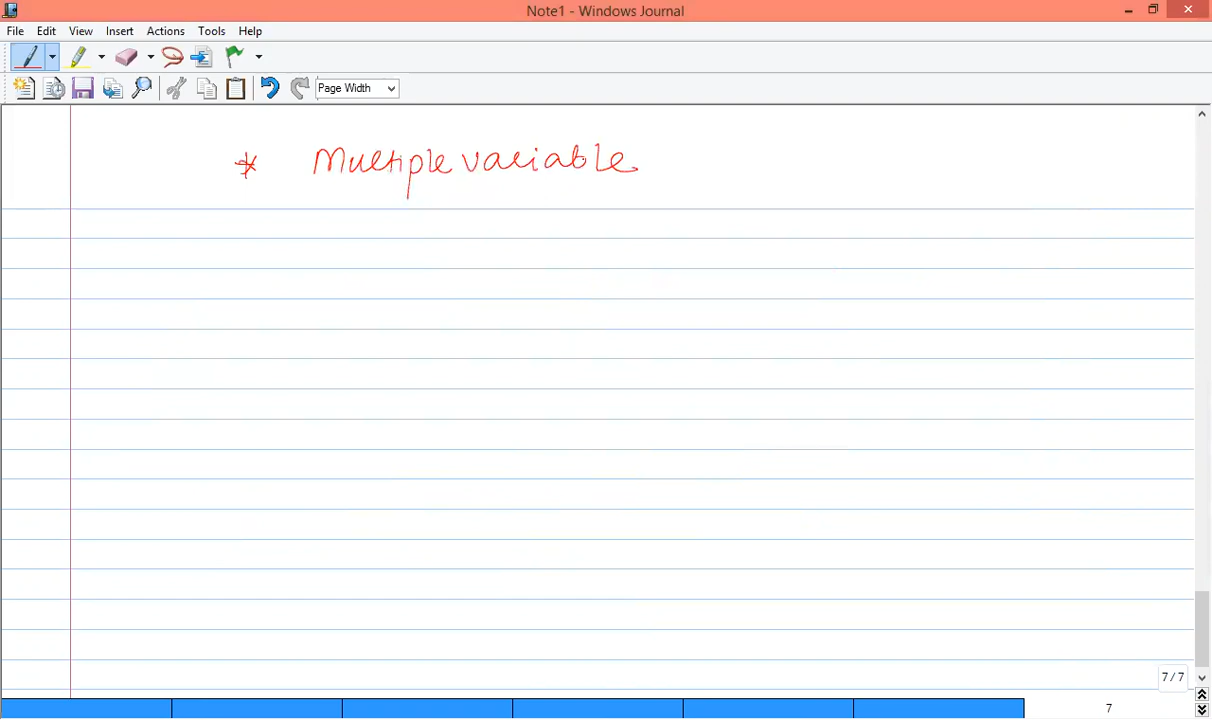 Note1 - Windows Journal
File Edit View Insert Actions Tools Help
Page Width
* Multiple variable
7 / 7
7